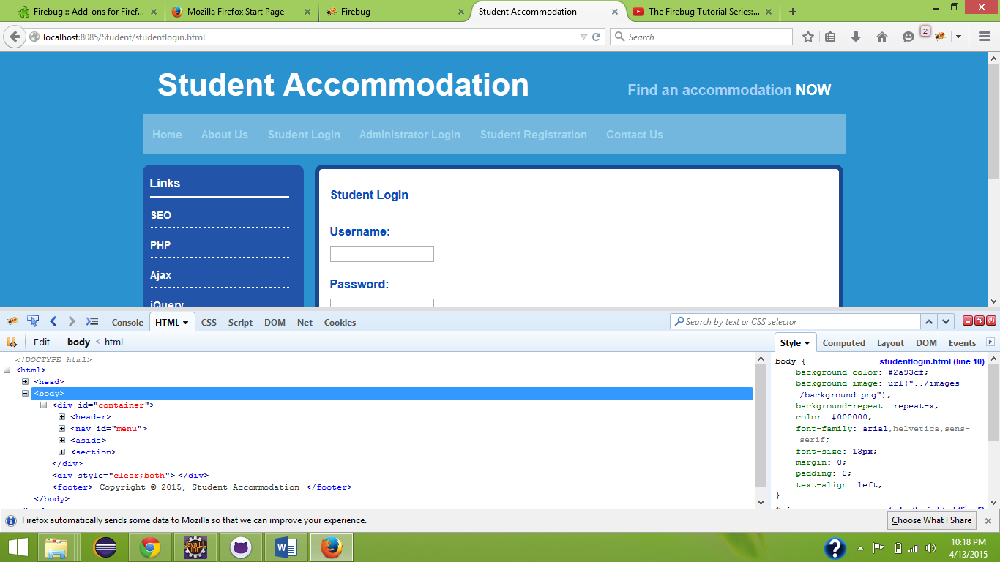 Firebug :: Add-ons for Firef...
Mozilla Firefox Start Page
Firebug
Student Accommodation
The Firebug Tutorial Series:...
localhost:8085/Student/studentlogin.html
Search
2
Student Accommodation
Find an accommodation NOW
Home About Us Student Login Administrator Login Student Registration Contact Us
Links
SEO
PHP
Ajax
jQuery
Student Login
Username:
Password:
Console HTML CSS Script DOM Net Cookies
Search by text or CSS selector
Edit body < html
Style Computed Layout DOM Events
<!DOCTYPE html>
<html>
<head>
<body>
<div id="container">
<header>
<nav id="menu">
<aside>
<section>
</div>
<div style="clear;both"> </div>
<footer> Copyright © 2015, Student Accommodation </footer>
</body>
body {
studentlogin.html (line 10)
background-color: #2a93cf;
background-image: url("../images
/background.png");
background-repeat: repeat-x;
color: #000000;
font-family: arial,helvetica,sens-
serif;
font-size: 13px;
margin: 0;
padding: 0;
text-align: left;
}
Firefox automatically sends some data to Mozilla so that we can improve your experience.
Choose What I Share
Java EE
IDE
10:18 PM
4/13/2015